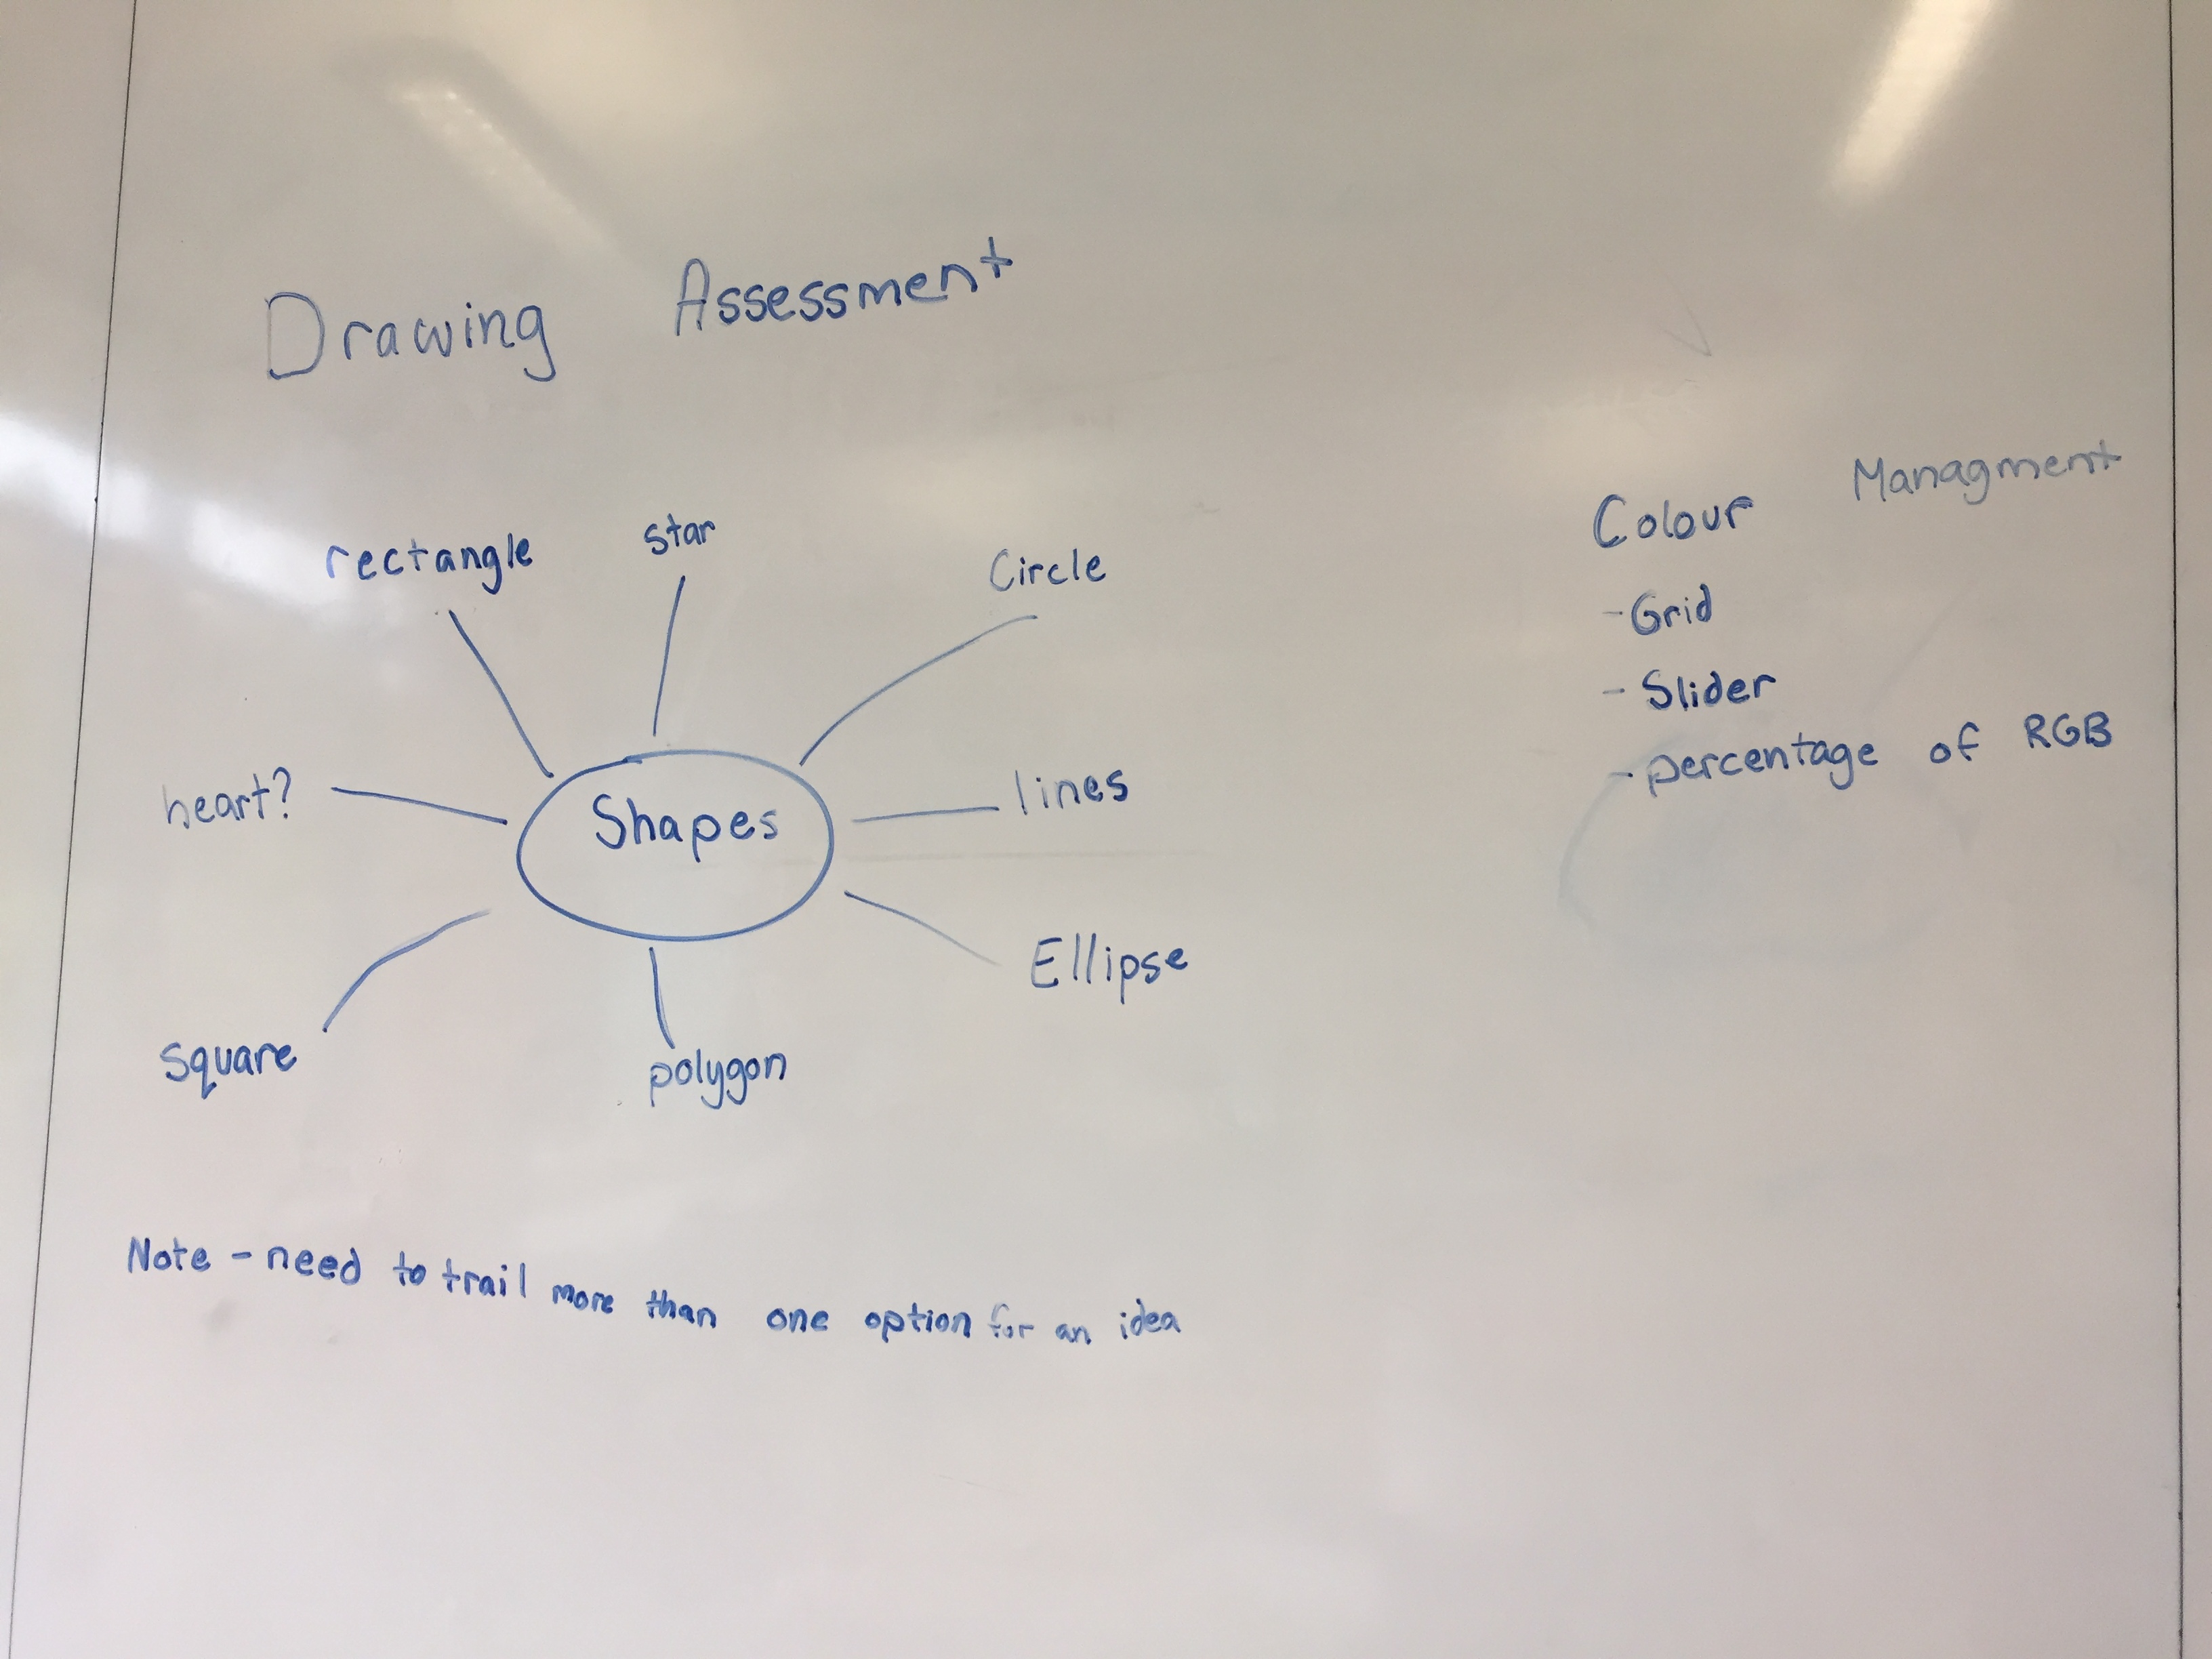 Drawing Assessment
rectangle
star
Circle
heart?
Shapes
lines
square
polygon
Ellipse
Colour Managment
- Grid
- Slider
- percentage of RGB
Note - need to trail more than one option for an idea